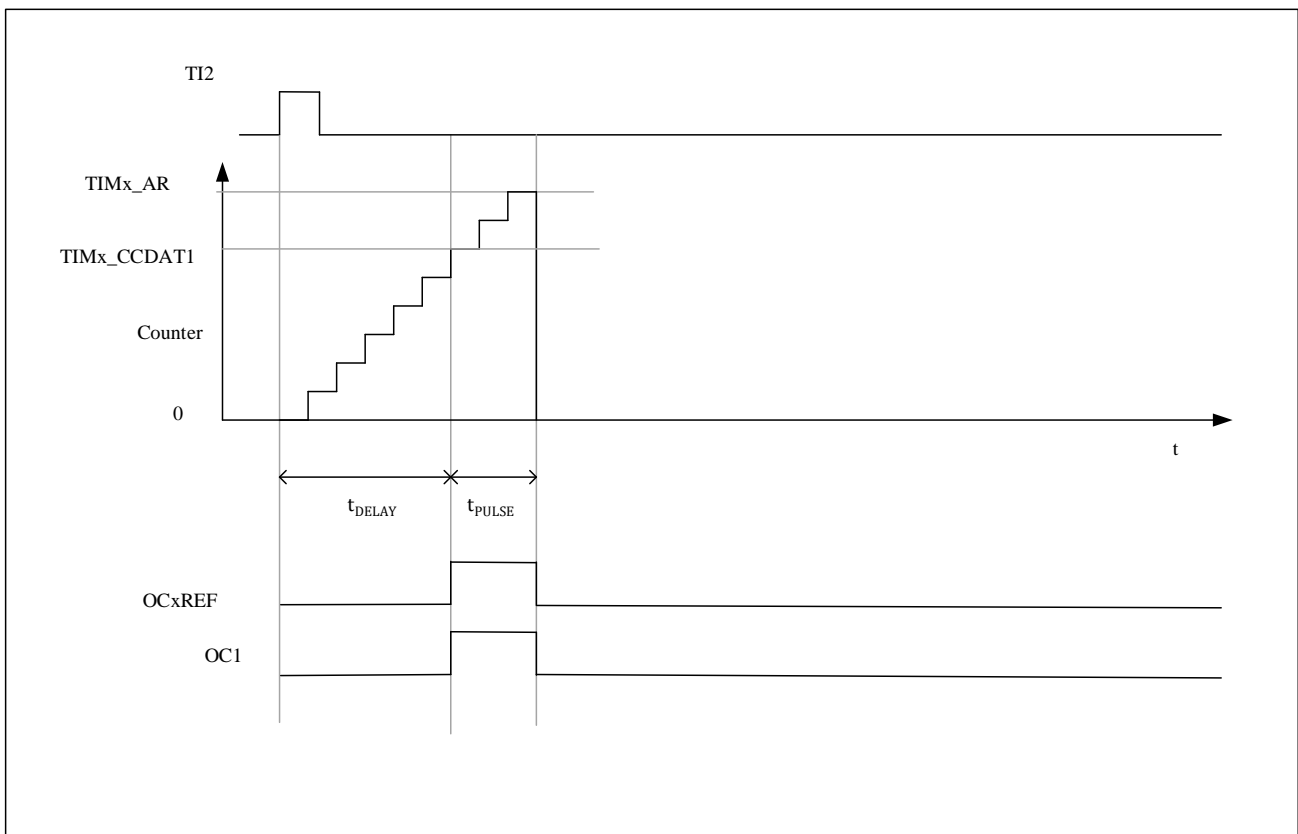 TI2
TIMx_AR
TIMx_CCDAT1
Counter
0
t
tDELAY
tPULSE
OCxREF
OC1